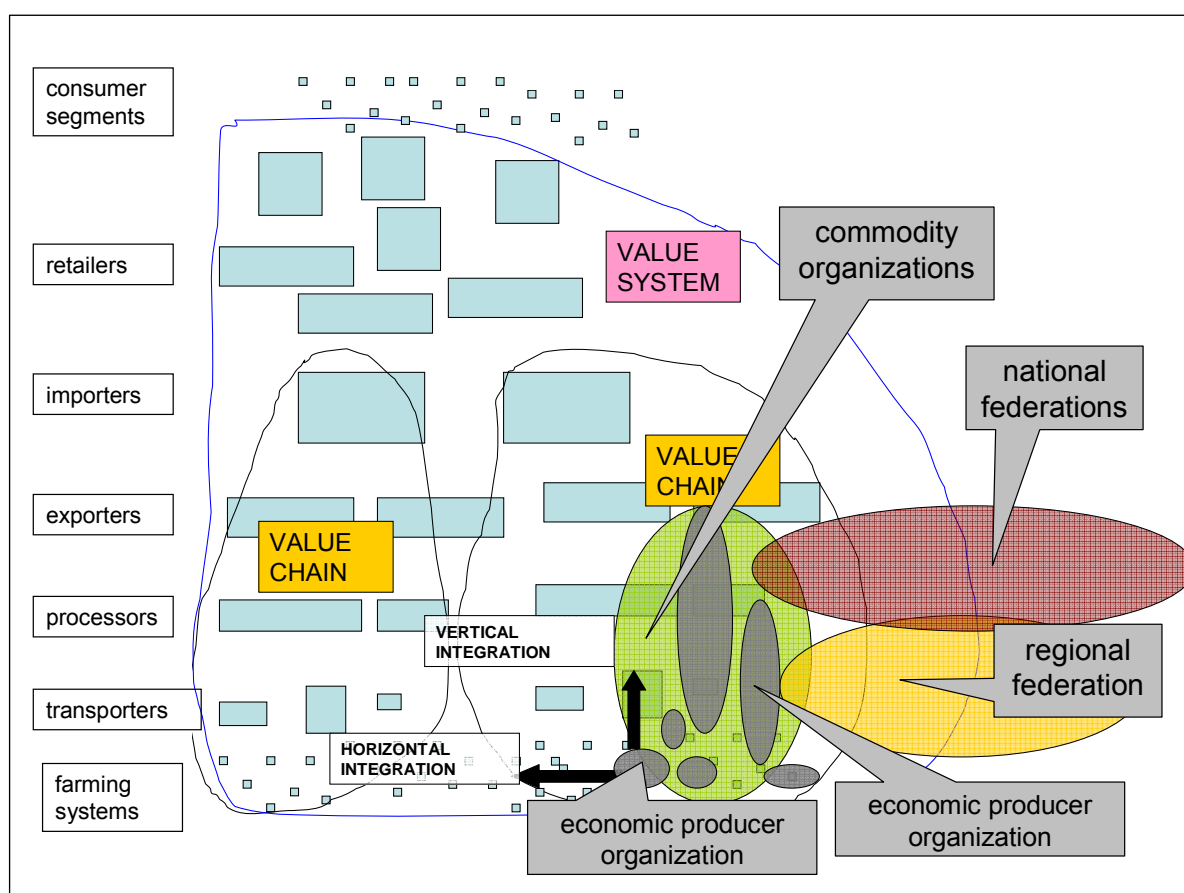 consumer
segments
retailers
importers
exporters
processors
transporters
farming
systems
VALUE
SYSTEM
commodity
organizations
national
federations
VALUE
CHAIN
VALUE
CHAIN
VERTICAL
INTEGRATION
regional
federation
HORIZONTAL
INTEGRATION
economic producer
organization
economic producer
organization